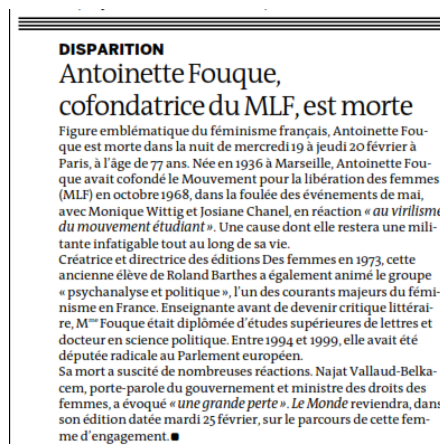 DISPARITION
Antoinette Fouque,
cofondatrice du MLF, est morte
Figure emblématique du féminisme français, Antoinette Fou-
que est morte dans la nuit de mercredi 19 à jeudi 20 février à
Paris, à l'âge de 77 ans. Née en 1936 à Marseille, Antoinette Fou-
que avait cofondé le Mouvement pour la libération des femmes
(MLF) en octobre 1968, dans la foulée des événements de mai,
avec Monique Wittig et Josiane Chanel, en réaction « au virilisme
du mouvement étudiant ». Une cause dont elle restera une mili-
tante infatigable tout au long de sa vie.
Créatrice et directrice des éditions Des femmes en 1973, cette
ancienne élève de Roland Barthes a également animé le groupe
« psychanalyse et politique », l'un des courants majeurs du fémi-
nisme en France. Enseignante avant de devenir critique littérai-
re, Mme Fouque était diplômée d'études supérieures de lettres et
docteur en science politique. Entre 1994 et 1999, elle avait été
députée radicale au Parlement européen.
Sa mort a suscité de nombreuses réactions. Najat Vallaud-Belka-
cem, porte-parole du gouvernement et ministre des droits des
femmes, a évoqué « une grande perte ». Le Monde reviendra, dans
son édition datée mardi 25 février, sur le parcours de cette fem-
me d'engagement. ■